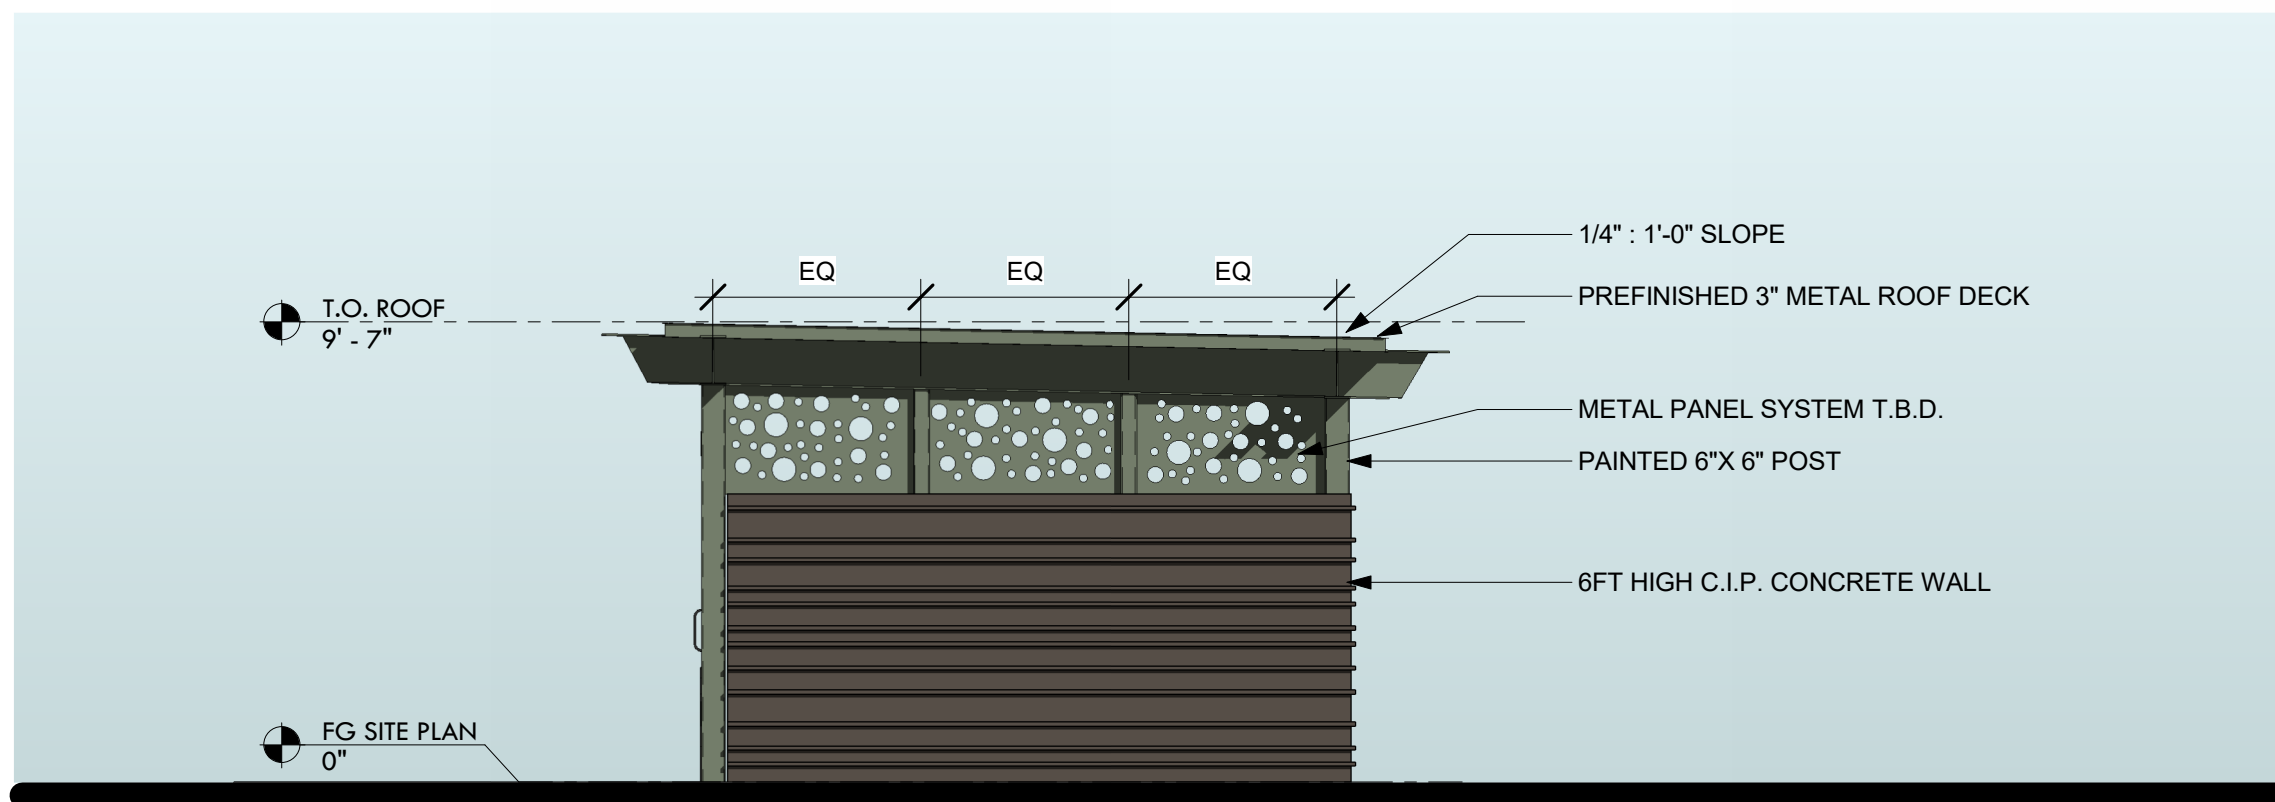 1/4" : 1'-0" SLOPE
EQ EQ EQ
PREFINISHED 3" METAL ROOF DECK
T.O. ROOF
9' - 7"
METAL PANEL SYSTEM T.B.D.
PAINTED 6"X 6" POST
6FT HIGH C.I.P. CONCRETE WALL
FG SITE PLAN
0"